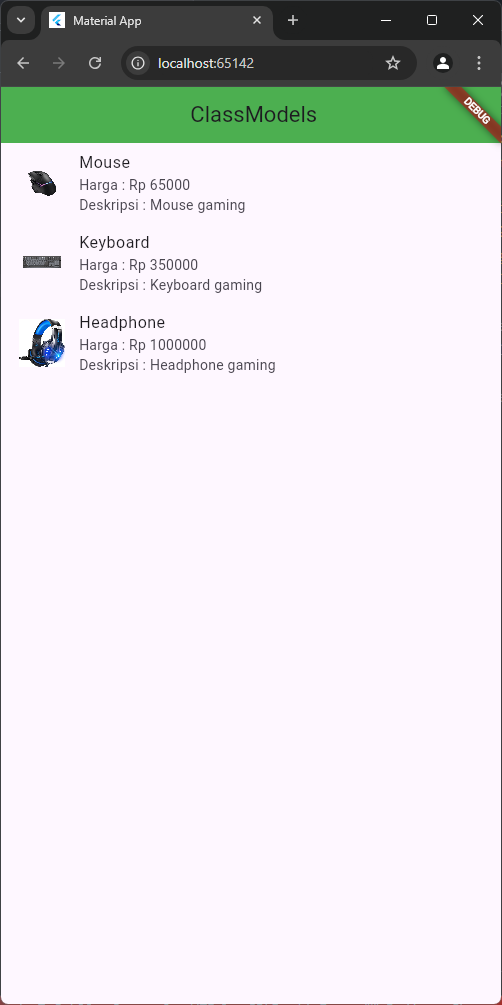 Material App
localhost:65142
ClassModels
DEBUG
Mouse
Harga : Rp 65000
Deskripsi : Mouse gaming
Keyboard
Harga : Rp 350000
Deskripsi : Keyboard gaming
Headphone
Harga : Rp 1000000
Deskripsi : Headphone gaming